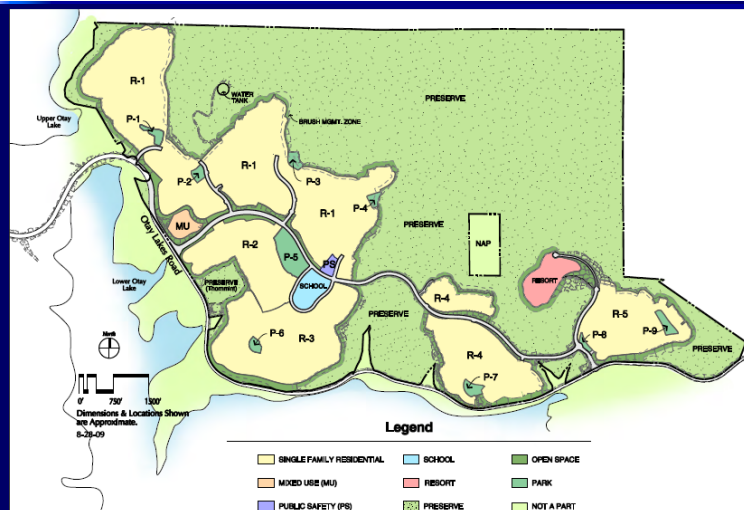 R-1
PRESERVE
WATER
TANK
BRUSH MGMT. ZONE
Upper Otay
Lake
P-1
R-1
P-2
P-3
R-1
P-4
MU
NAP
R-2
P-5
PS
Otay Lakes Road
PRESERVE
Lower Otay
Lake
PRESERVE
(Thornmint)
SCHOOL
RESORT
R-4
R-5
PRESERVE
P-6
R-3
R-4
P-8
P-9
PRESERVE
P-7
North
0' 750' 1500'
Dimensions & Locations Shown
are Approximate.
8-28-09
Legend
SINGLE FAMILY RESIDENTIAL SCHOOL OPEN SPACE
MIXED USE (MU) RESORT PARK
PUBLIC SAFETY (PS) PRESERVE NOT A PART